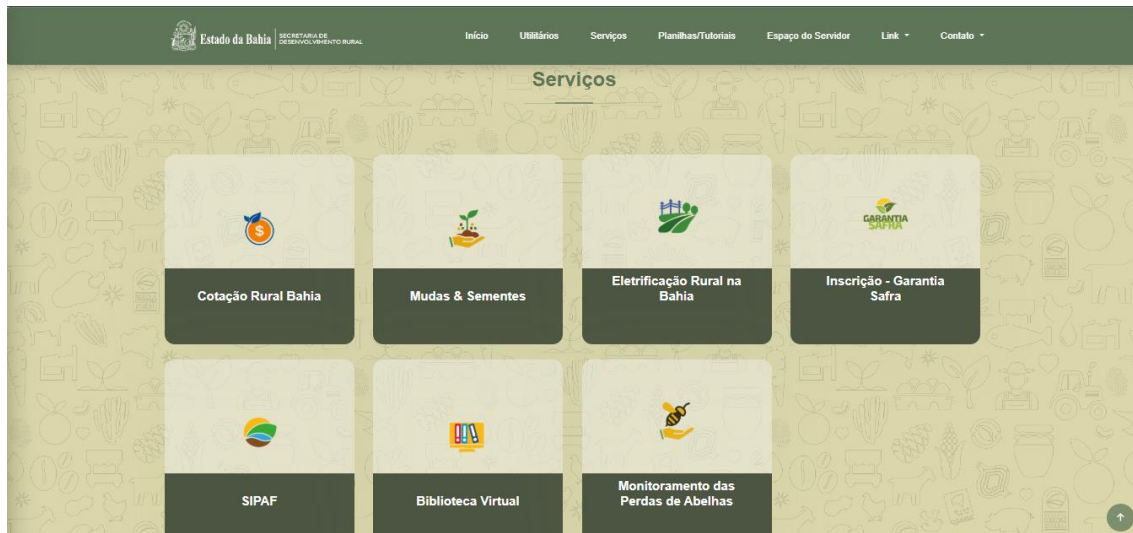 Estado da Bahia
SECRETARIA DE
DESENVOLVIMENTO RURAL
Início
Utilitários
Serviços
Planilhas/Tutoriais
Espaço do Servidor
Link
Contato
Serviços
Cotação Rural Bahia
Mudas & Sementes
Eletrificação Rural na
Bahia
GARANTIA
SAFRA
Inscrição - Garantia
Safra
SIPAF
Biblioteca Virtual
Monitoramento das
Perdas de Abelhas